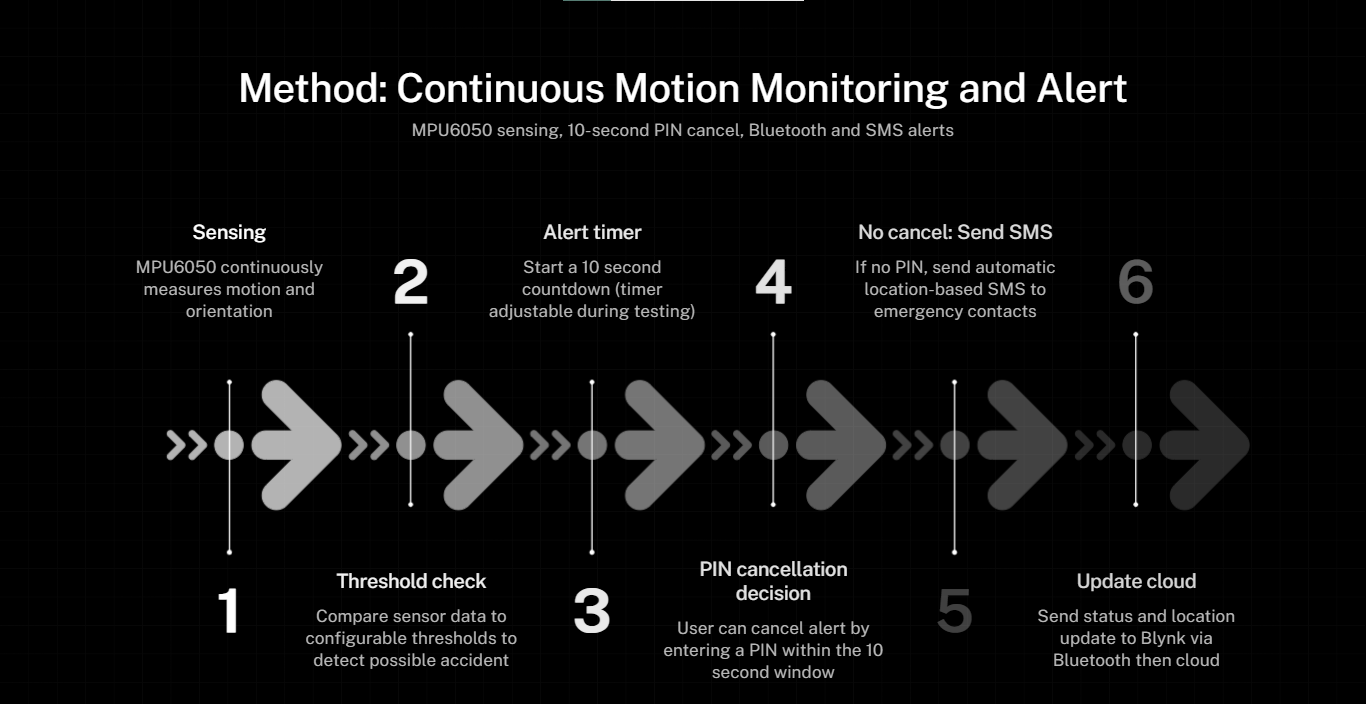 Method: Continuous Motion Monitoring and Alert
MPU6050 sensing, 10-second PIN cancel, Bluetooth and SMS alerts
1
Sensing
MPU6050 continuously
measures motion and
orientation
2
Threshold check
Compare sensor data to
configurable thresholds to
detect possible accident
3
Alert timer
Start a 10 second
countdown (timer
adjustable during testing)
4
PIN cancellation
decision
User can cancel alert by
entering a PIN within the 10
second window
5
No cancel: Send SMS
If no PIN, send automatic
location-based SMS to
emergency contacts
6
Update cloud
Send status and location
update to Blynk via
Bluetooth then cloud